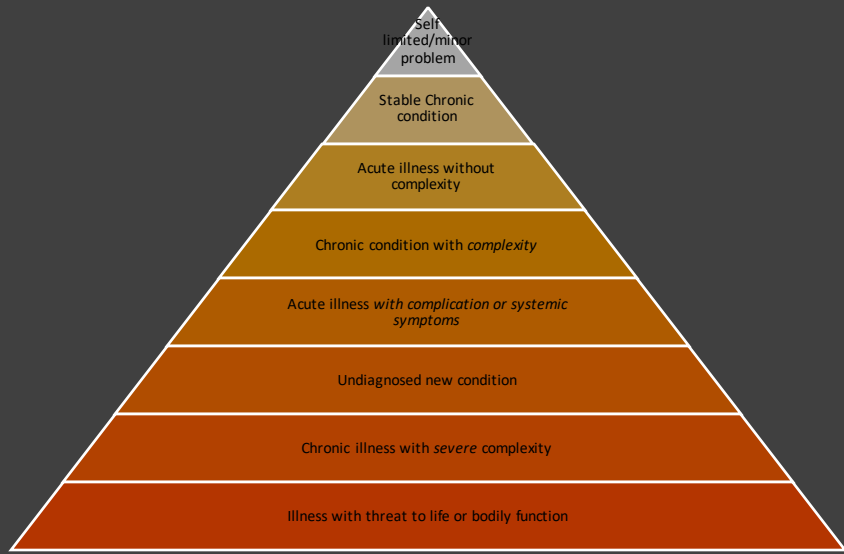 Self
limited/minor
problem
Stable Chronic
condition
Acute illness without
complexity
Chronic condition with complexity
Acute illness with complication or systemic
symptoms
Undiagnosed new condition
Chronic illness with severe complexity
Illness with threat to life or bodily function